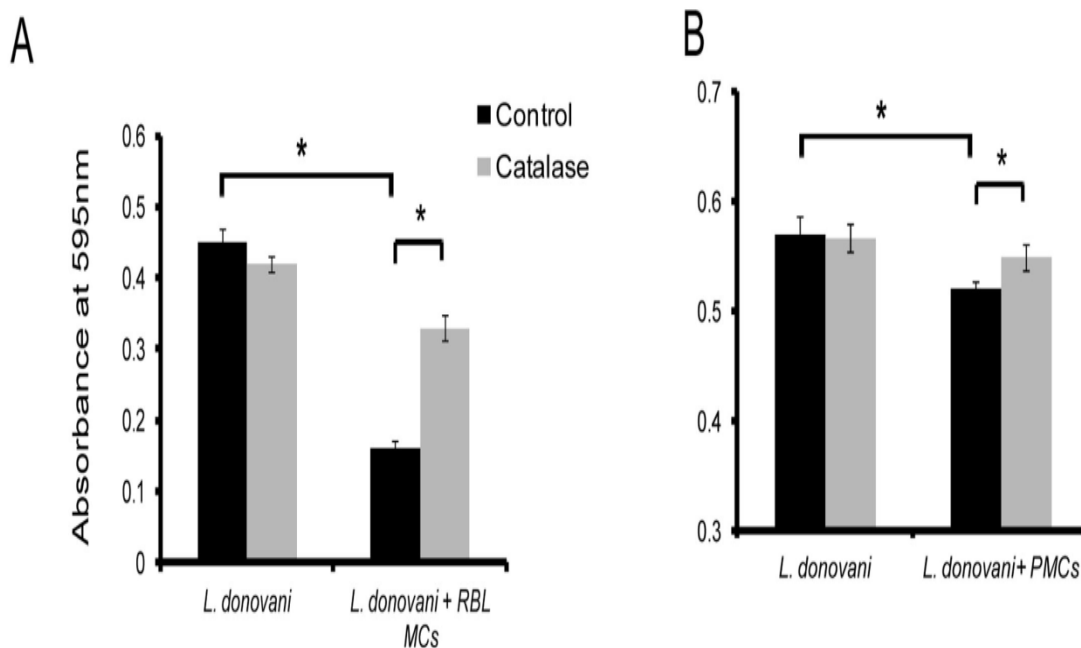 A
Absorbance at 595nm
0.6
0.5
0.4
0.3
0.2
0.1
0
*
*
Control
Catalase
L. donovani
L. donovani + RBL
MCs
B
0.7
0.6
0.5
0.4
0.3
*
*
L. donovani
L. donovani+ PMCs